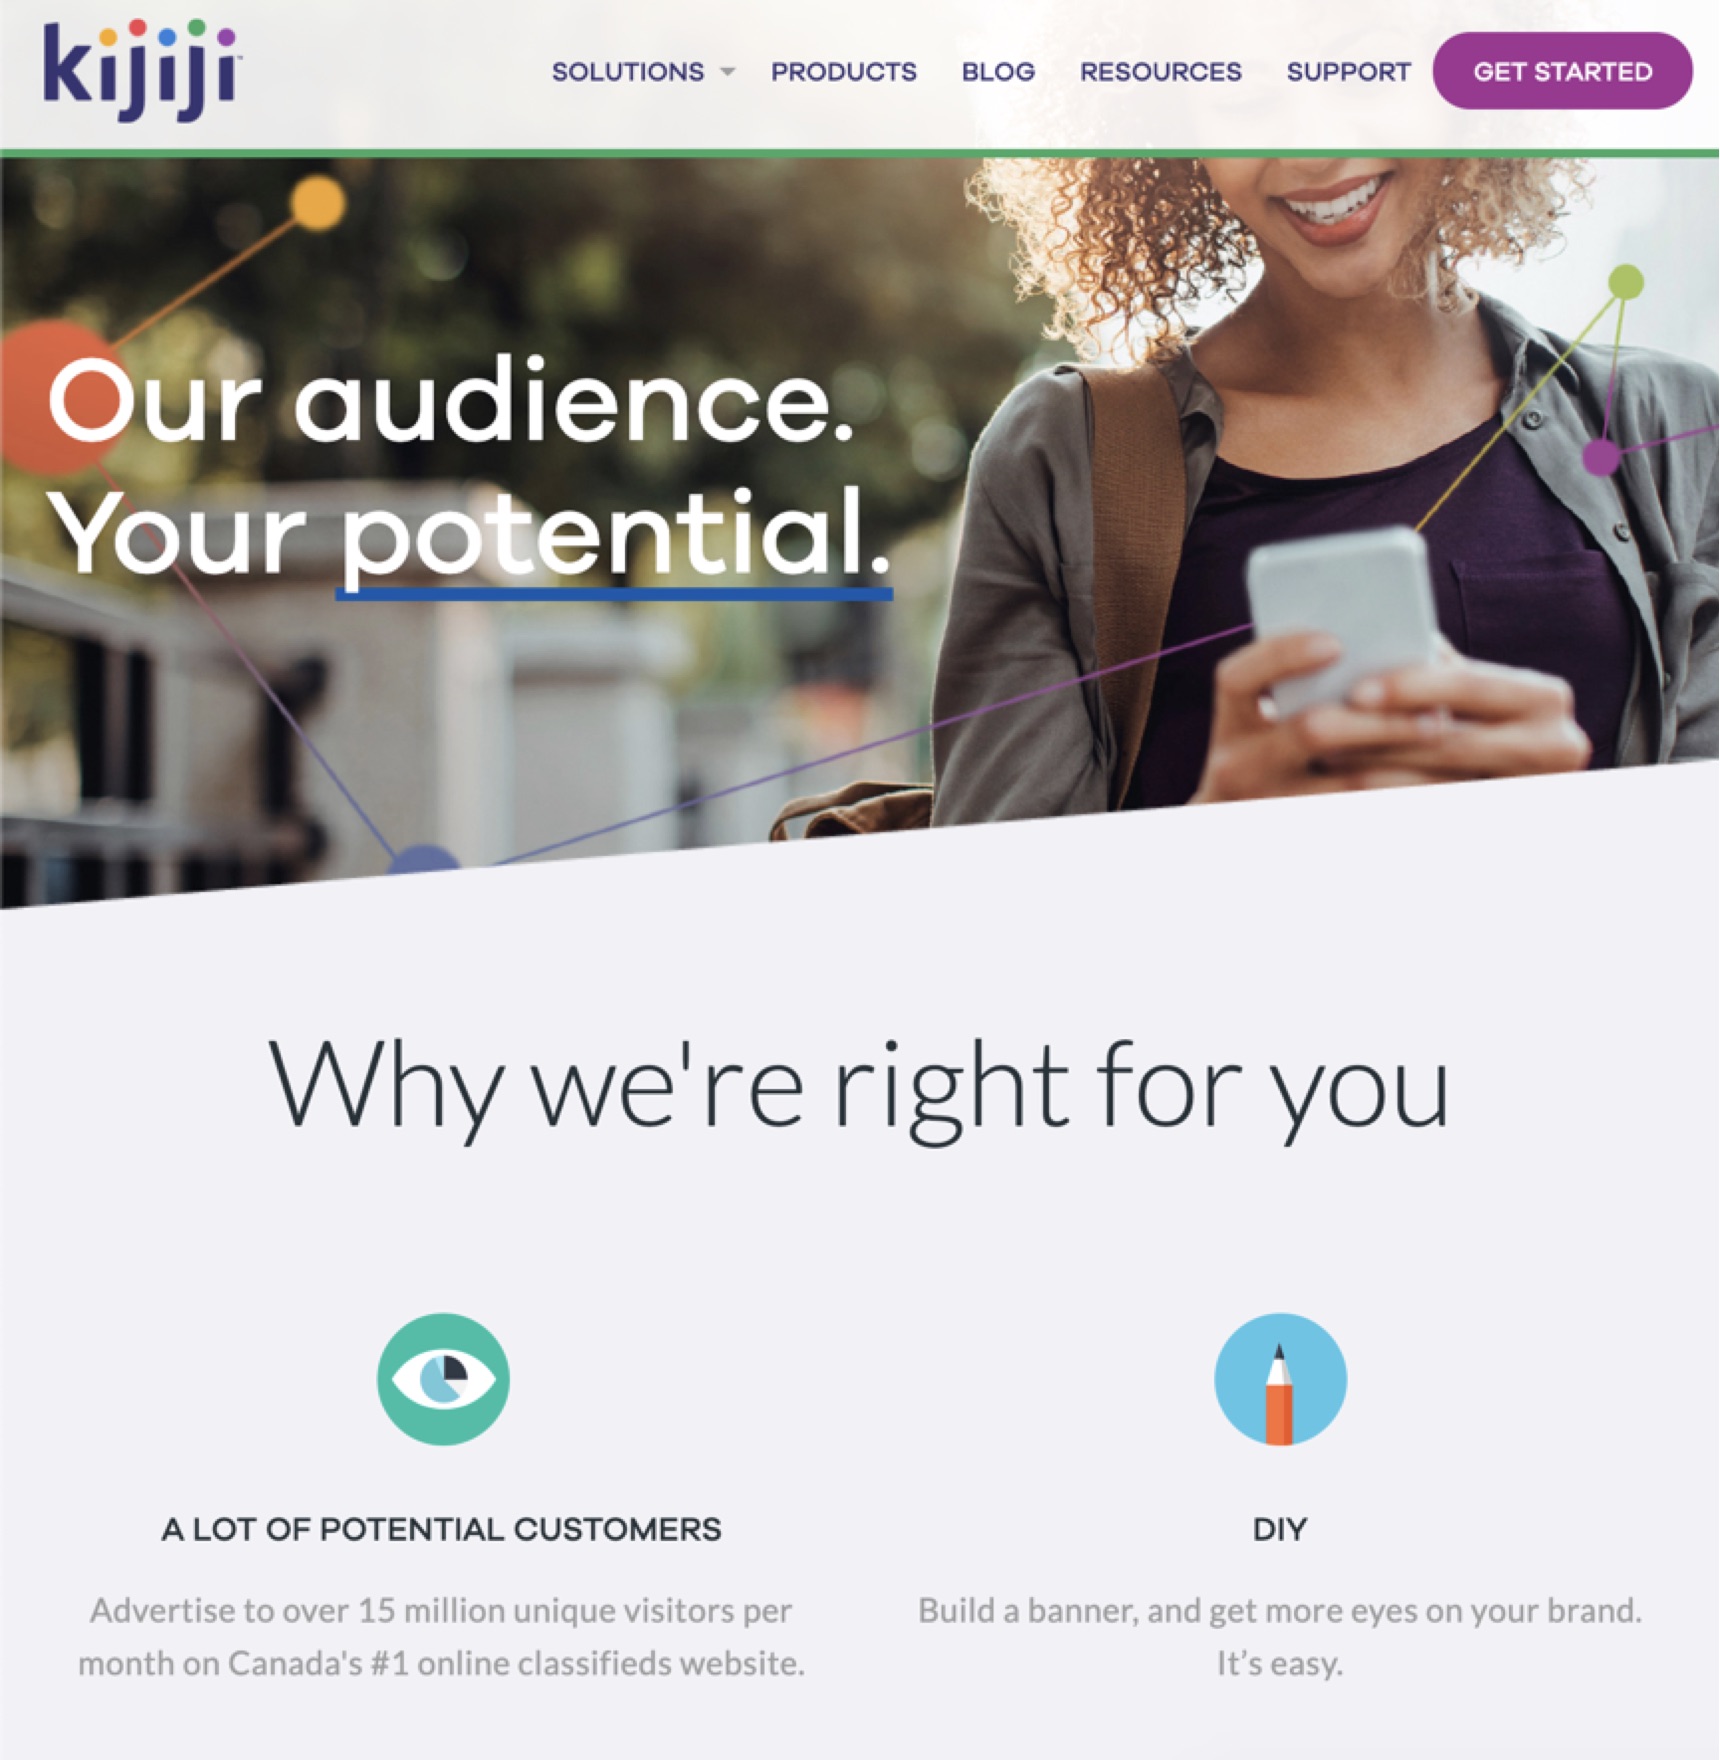 kijiji™
SOLUTIONS PRODUCTS BLOG RESOURCES SUPPORT GET STARTED
Our audience.
Your potential.
Why we're right for you
A LOT OF POTENTIAL CUSTOMERS
Advertise to over 15 million unique visitors per
month on Canada's #1 online classifieds website.
DIY
Build a banner, and get more eyes on your brand.
It’s easy.